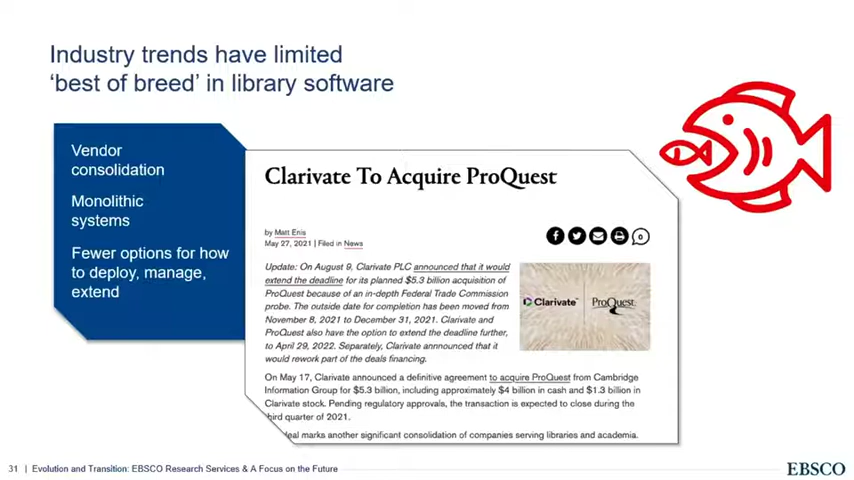 Industry trends have limited
‘best of breed’ in library software
Vendor
consolidation
Monolithic
systems
Fewer options for how
to deploy, manage,
extend
Clarivate To Acquire ProQuest
by Matt Enis
May 27, 2021 | Filed in News
0
Update: On August 9, Clarivate PLC announced that it would
extend the deadline for its planned $5.3 billion acquisition of
ProQuest because of an in-depth Federal Trade Commission
probe. The outside date for completion has been moved from
November 8, 2021 to December 31, 2021. Clarivate and
ProQuest also have the option to extend the deadline further,
to April 29, 2022. Separately, Clarivate annnounced that it
would rework part of the deals financing.
Clarivate™
ProQuest
On May 17, Clarivate announced a definitive agreement to acquire ProQuest from Cambridge
Information Group for $5.3 billion, including approximately $4 billion in cash and $1.3 billion in
Clarivate stock. Pending regulatory approvals, the transaction is expected to close during the
third quarter of 2021.
deal marks another significant consolidation of companies serving libraries and academia.
31 | Evolution and Transition: EBSCO Research Services & A Focus on the Future
EBSCO